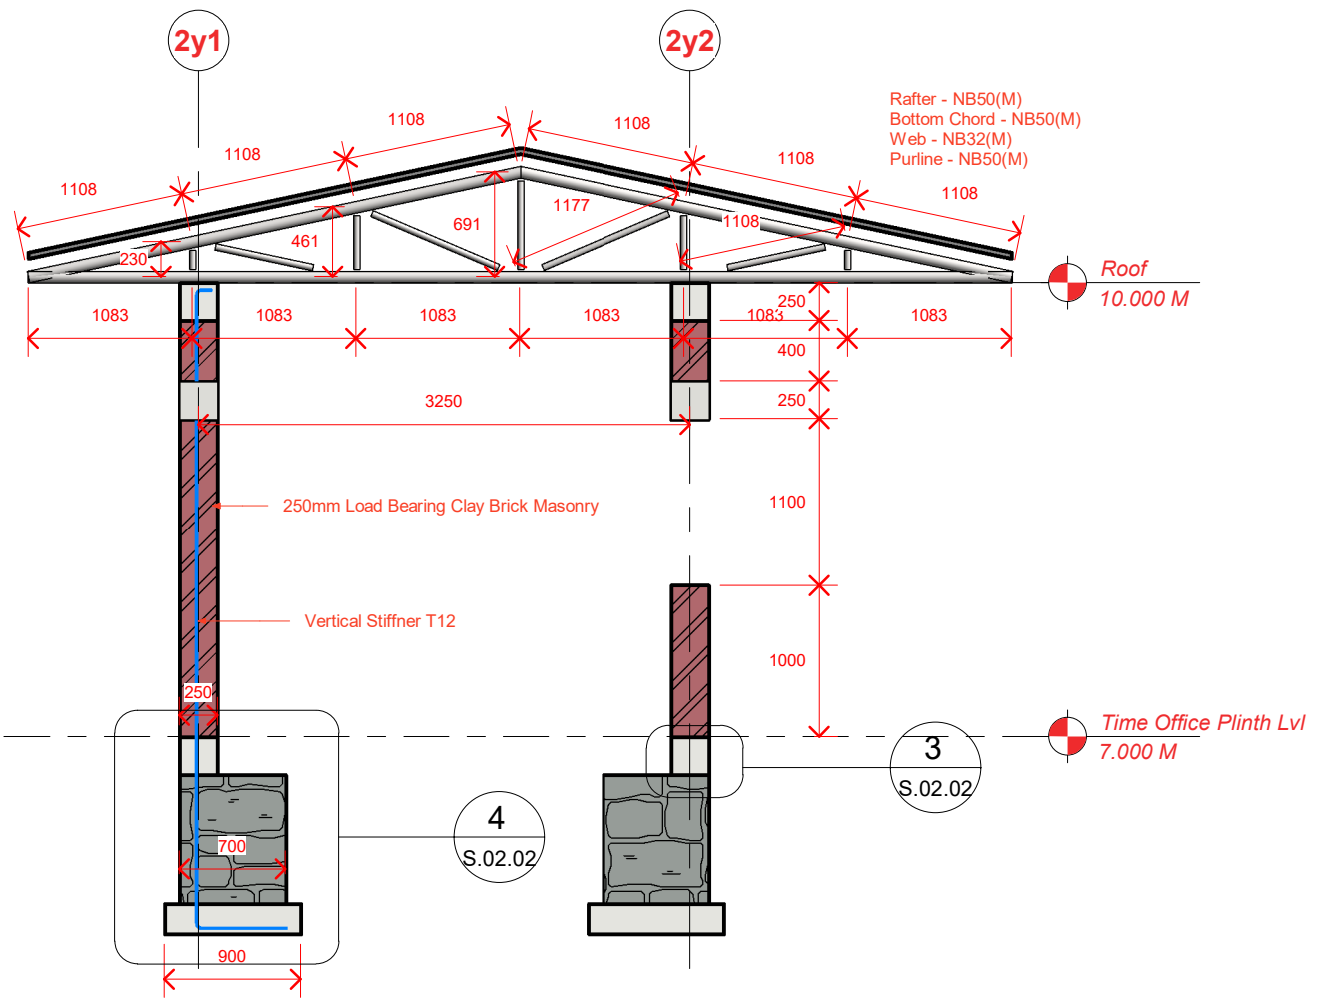 2y1
2y2
Rafter - NB50(M)
Bottom Chord - NB50(M)
Web - NB32(M)
Purline - NB50(M)
1108
1108
1108
1108
1108
1108
1177
1108
691
461
230
Roof
10.000 M
1083
1083
1083
1083
1083
1083
250
400
250
3250
1100
250mm Load Bearing Clay Brick Masonry
Vertical Stiffner T12
1000
250
Time Office Plinth Lvl
7.000 M
3
S.02.02
4
S.02.02
700
900